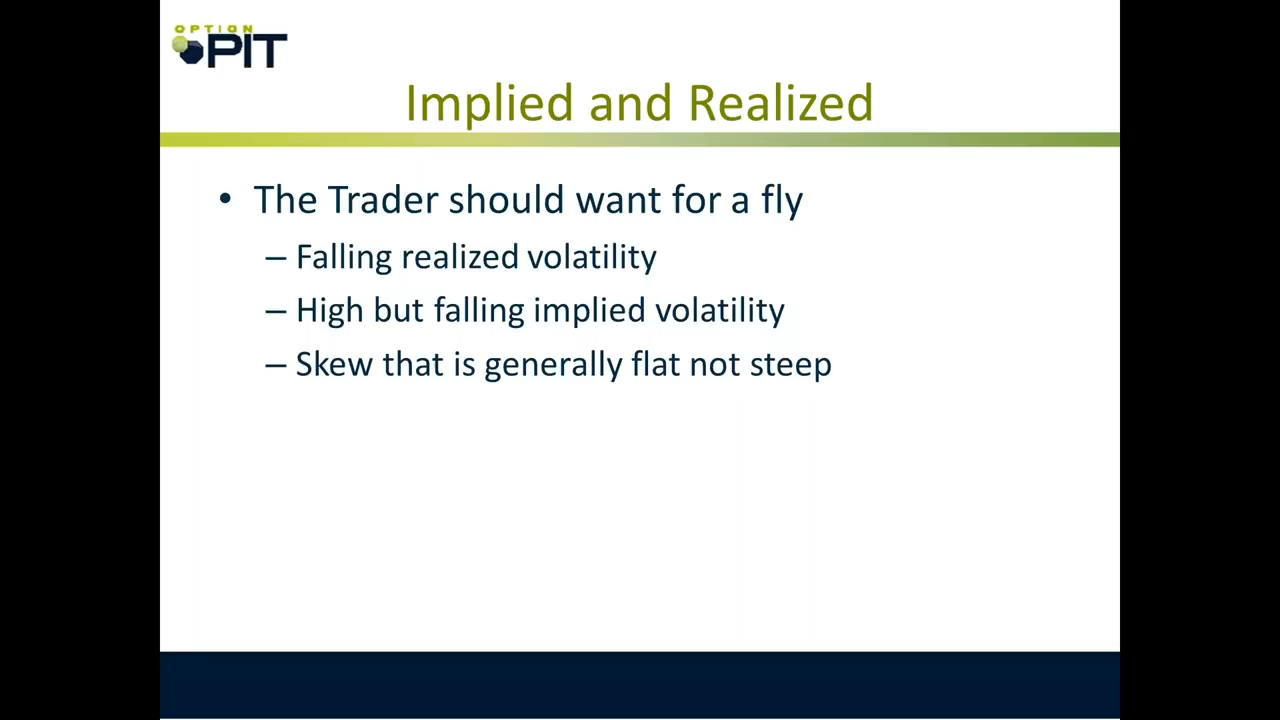 OPTION
PIT
Implied and Realized
• The Trader should want for a fly
– Falling realized volatility
– High but falling implied volatility
– Skew that is generally flat not steep